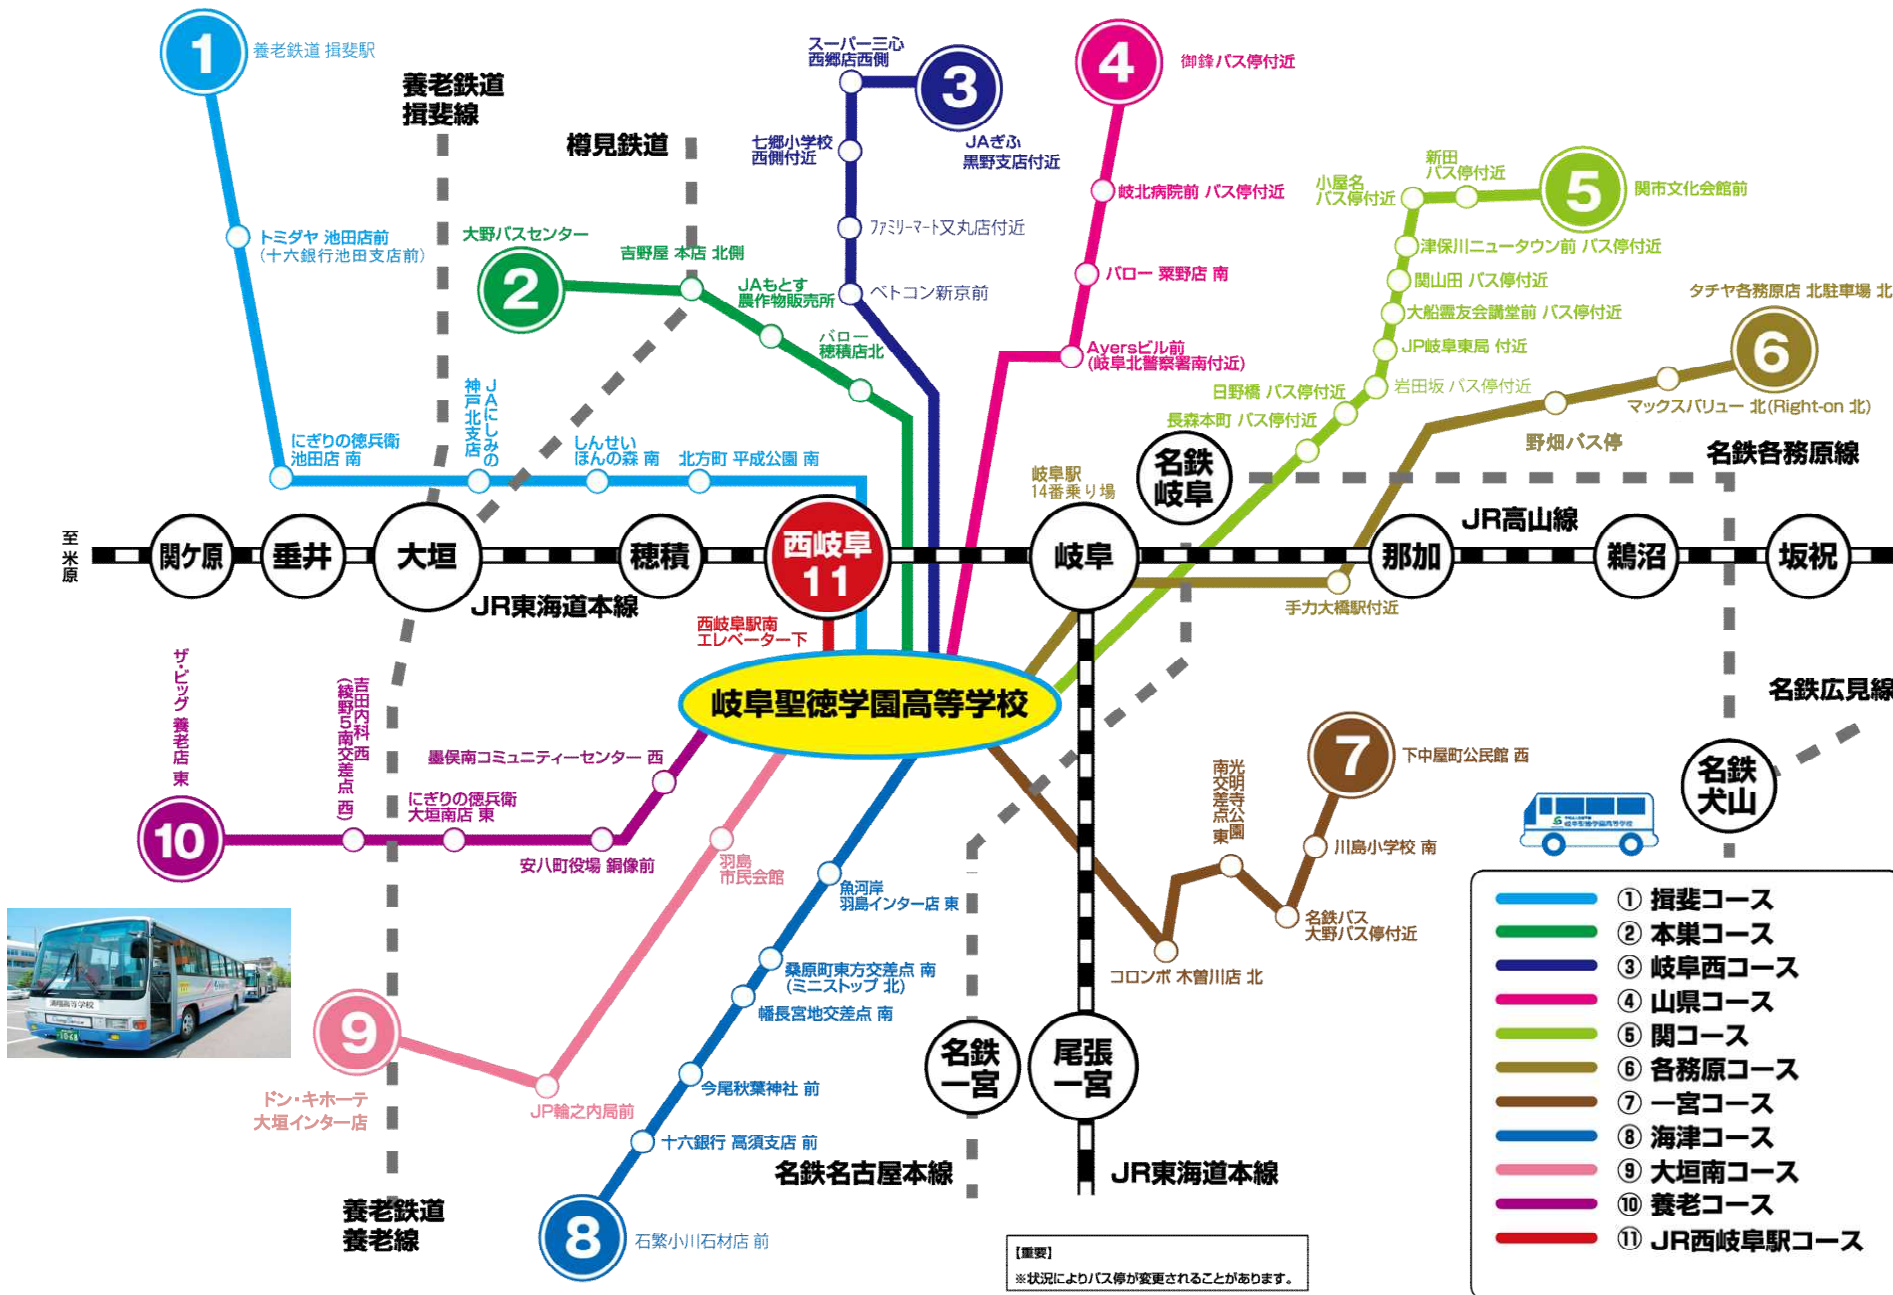 1
養老鉄道 揖斐駅
トミダヤ 池田店前
(十六銀行池田支店前)
にぎりの徳兵衛
池田店 南
JAにしみの
神戸北支店
しんせい
ほんの森 南
北方町 平成公園 南
養老鉄道
揖斐線
樽見鉄道
2
大野バスセンター
吉野屋 本店 北側
JAもとす
農作物販売所
バロー
穂積店北
3
JAぎふ
黒野支店付近
スーパー三心
西郷店西側
七郷小学校
西側付近
ファミリーマート又丸店付近
ベトコン新京前
4
御鋒バス停付近
岐北病院前 バス停付近
バロー 粟野店 南
Ayersビル前
(岐阜北警察署南付近)
5
関市文化会館前
新田
バス停付近
小屋名
バス停付近
津保川ニュータウン前 バス停付近
関山田 バス停付近
大船霊友会講堂前 バス停付近
JP岐阜東局 付近
岩田坂 バス停付近
日野橋 バス停付近
長森本町 バス停付近
6
タチヤ各務原店 北駐車場 北
マックスバリュー 北(Right-on 北)
野畑バス停
手力大橋駅付近
岐阜駅
14番乗り場
名鉄
岐阜
名鉄各務原線
JR高山線
至米原
関ケ原
垂井
大垣
穂積
西岐阜
11
岐阜
那加
鵜沼
坂祝
JR東海道本線
西岐阜駅南
エレベーター下
岐阜聖徳学園高等学校
名鉄広見線
名鉄
犬山
7
下中屋町公民館 西
川島小学校 南
名鉄バス
大野バス停付近
光明寺公園
南交差点 東
コロンボ 木曽川店 北
10
ザ・ビッグ 養老店 東
吉田内科 西
(綾野5南交差点 西)
にぎりの徳兵衛
大垣南店 東
安八町役場 銅像前
墨俣南コミュニティーセンター 西
9
ドン・キホーテ
大垣インター店
JP輪之内局前
羽島
市民会館
8
石繁小川石材店 前
十六銀行 高須支店 前
今尾秋葉神社 前
幡長宮地交差点 南
桑原町東方交差点 南
(ミニストップ 北)
魚河岸
羽島インター店 東
名鉄
一宮
尾張
一宮
名鉄名古屋本線
JR東海道本線
養老鉄道
養老線
岐阜聖徳学園高等学校
【重要】
※状況によりバス停が変更されることがあります。
① 揖斐コース
② 本巣コース
③ 岐阜西コース
④ 山県コース
⑤ 関コース
⑥ 各務原コース
⑦ 一宮コース
⑧ 海津コース
⑨ 大垣南コース
⑩ 養老コース
⑪ JR西岐阜駅コース